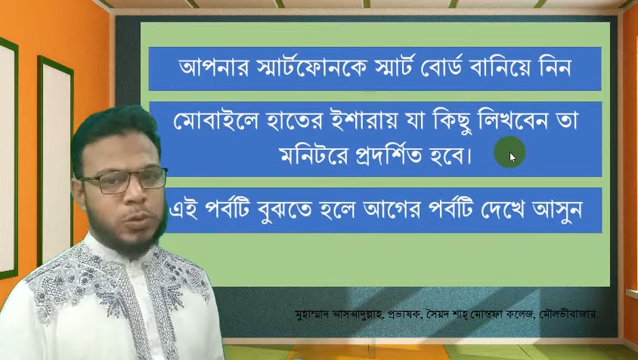 আপনার স্মার্টফোনকে স্মার্ট বোর্ড বানিয়ে নিন
মোবাইলে হাতের ইশারায় যা কিছু লিখবেন তা
মনিটরে প্রদর্শিত হবে।
এই পর্বটি বুঝতে হলে আগের পর্বটি দেখে আসুন
মুহাম্মাদ আসআদুল্লাহ, প্রভাষক, সৈয়দ শাহ্ মোস্তফা কলেজ, মৌলভীবাজার